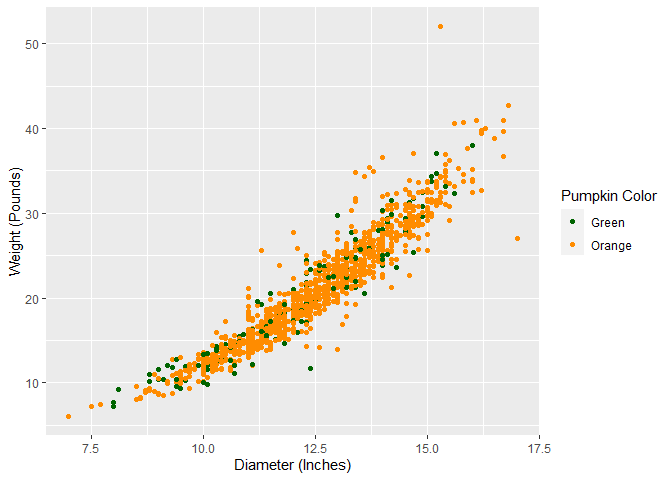 50
40
30
20
10
Weight (Pounds)
7.5 10.0 12.5 15.0 17.5
Diameter (Inches)
Pumpkin Color
Green
Orange